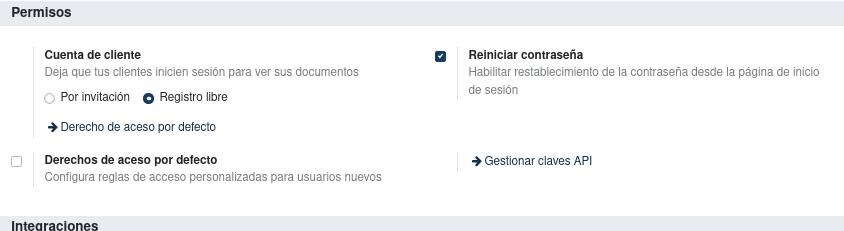 Permisos
Cuenta de cliente
Deja que tus clientes inicien sesión para ver sus documentos
Por invitación Registro libre
Derecho de aceso por defecto
Reiniciar contraseña
Habilitar restablecimiento de la contraseña desde la página de inicio
de sesión
Derechos de aceso por defecto
Configura reglas de acceso personalizadas para usuarios nuevos
Gestionar claves API
Integraciones